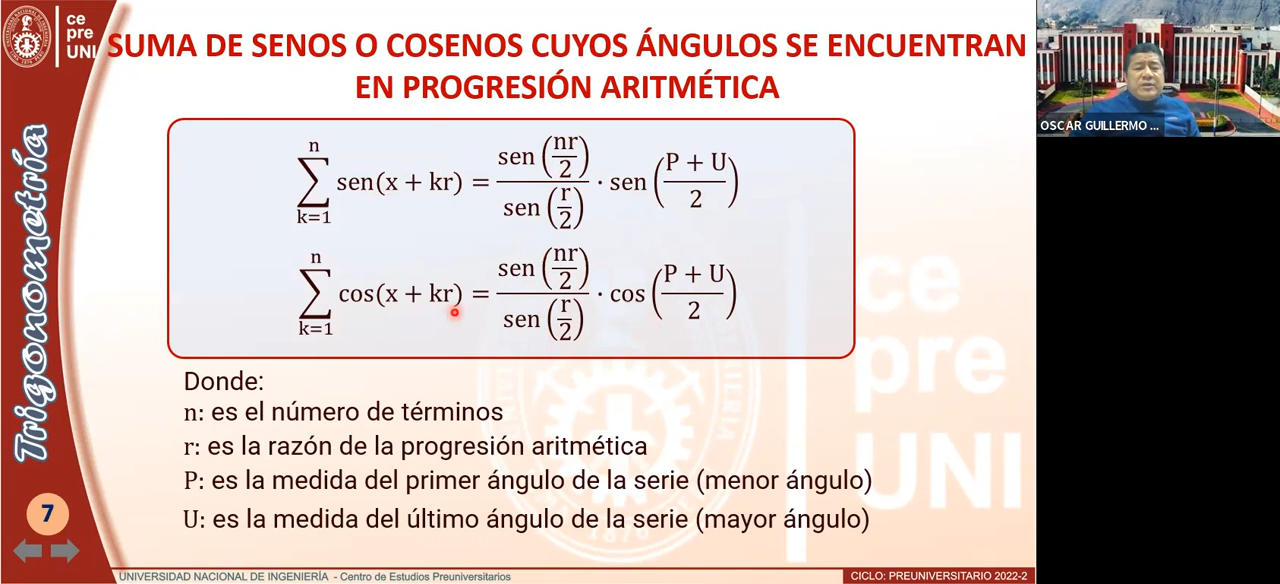 ce
pre
UNI
SUMA DE SENOS O COSENOS CUYOS ÁNGULOS SE ENCUENTRAN
EN PROGRESIÓN ARITMÉTICA
∑_{k=1}^{n} sen(x + kr) = sen(nr/2) / sen(r/2) · sen((P + U)/2)
∑_{k=1}^{n} cos(x + kr) = sen(nr/2) / sen(r/2) · cos((P + U)/2)
Donde:
n: es el número de términos
r: es la razón de la progresión aritmética
P: es la medida del primer ángulo de la serie (menor ángulo)
U: es la medida del último ángulo de la serie (mayor ángulo)
Trigonometría
7
UNIVERSIDAD NACIONAL DE INGENIERÍA - Centro de Estudios Preuniversitarios
CICLO: PREUNIVERSITARIO 2022-2
OSCAR GUILLERMO ...
ce
pre
UNI
1876